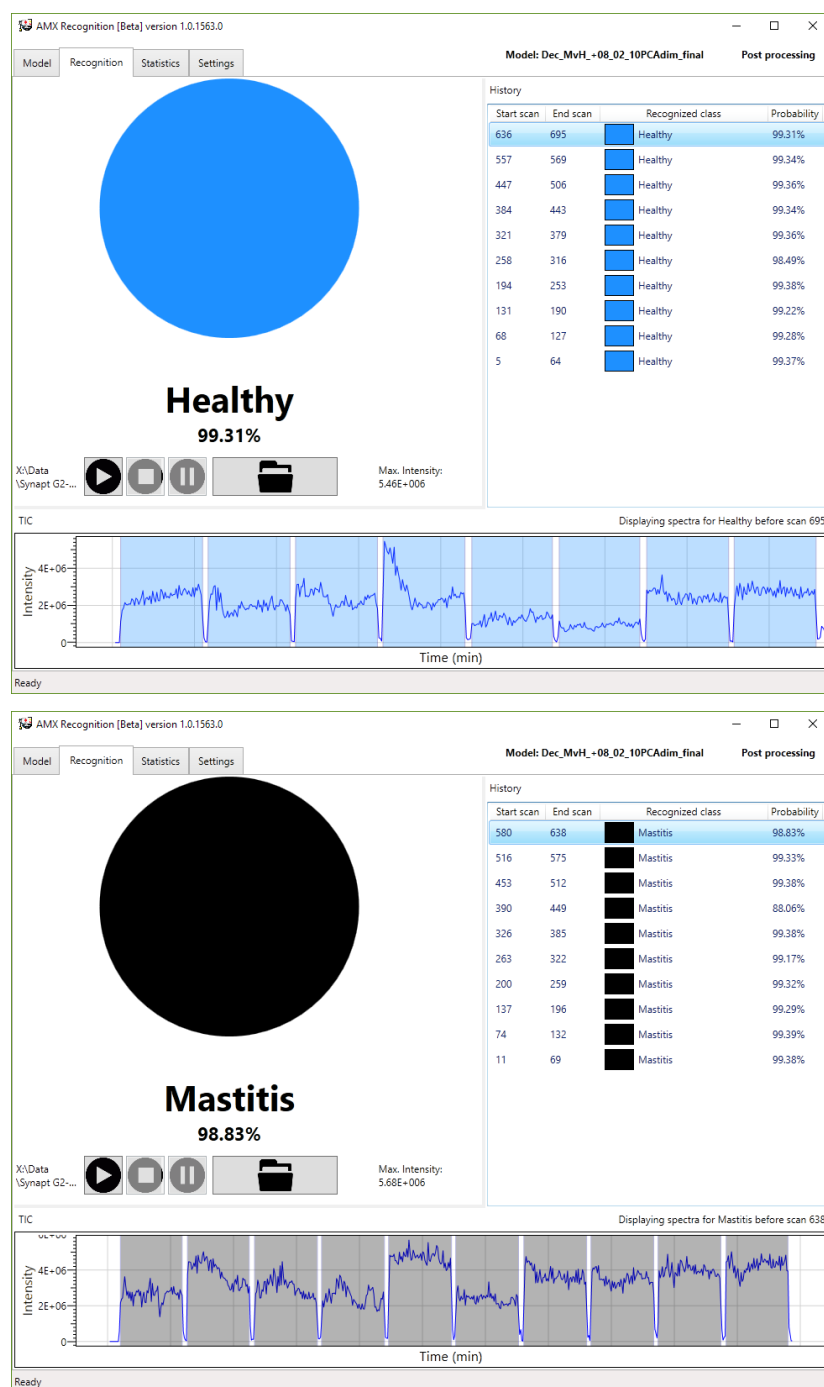 AMX Recognition [Beta] version 1.0.1563.0
Model Recognition Statistics Settings
Model: Dec_MvH_+08_02_10PCAdim_final Post processing
History
Start scan End scan Recognized class Probability
636 695 Healthy 99.31%
557 569 Healthy 99.34%
447 506 Healthy 99.36%
384 443 Healthy 99.34%
321 379 Healthy 99.36%
258 316 Healthy 98.49%
194 253 Healthy 99.38%
131 190 Healthy 99.22%
68 127 Healthy 99.28%
5 64 Healthy 99.37%
Healthy
99.31%
X:\Data
\Synapt G2-...
Max. Intensity:
5.46E+006
TIC
Displaying spectra for Healthy before scan 695
Intensity
4E+06
2E+06
0
Time (min)
Ready
AMX Recognition [Beta] version 1.0.1563.0
Model Recognition Statistics Settings
Model: Dec_MvH_+08_02_10PCAdim_final Post processing
History
Start scan End scan Recognized class Probability
580 638 Mastitis 98.83%
516 575 Mastitis 99.33%
453 512 Mastitis 99.38%
390 449 Mastitis 88.06%
326 385 Mastitis 99.38%
263 322 Mastitis 99.17%
200 259 Mastitis 99.32%
137 196 Mastitis 99.29%
74 132 Mastitis 99.39%
11 69 Mastitis 99.38%
Mastitis
98.83%
X:\Data
\Synapt G2-...
Max. Intensity:
5.68E+006
TIC
Displaying spectra for Mastitis before scan 638
Intensity
4E+06
2E+06
0
Time (min)
Ready